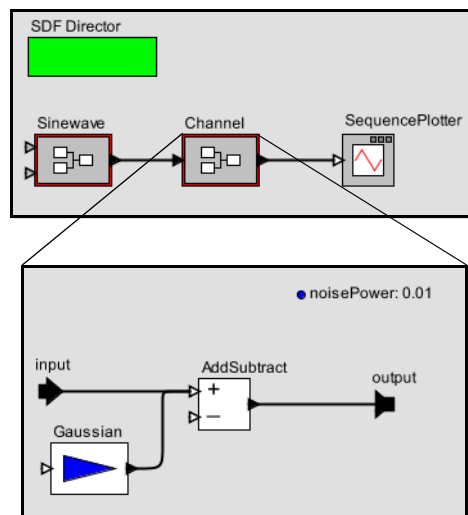 SDF Director
Sinewave
Channel
SequencePlotter
noisePower: 0.01
input
AddSubtract
+
−
output
Gaussian